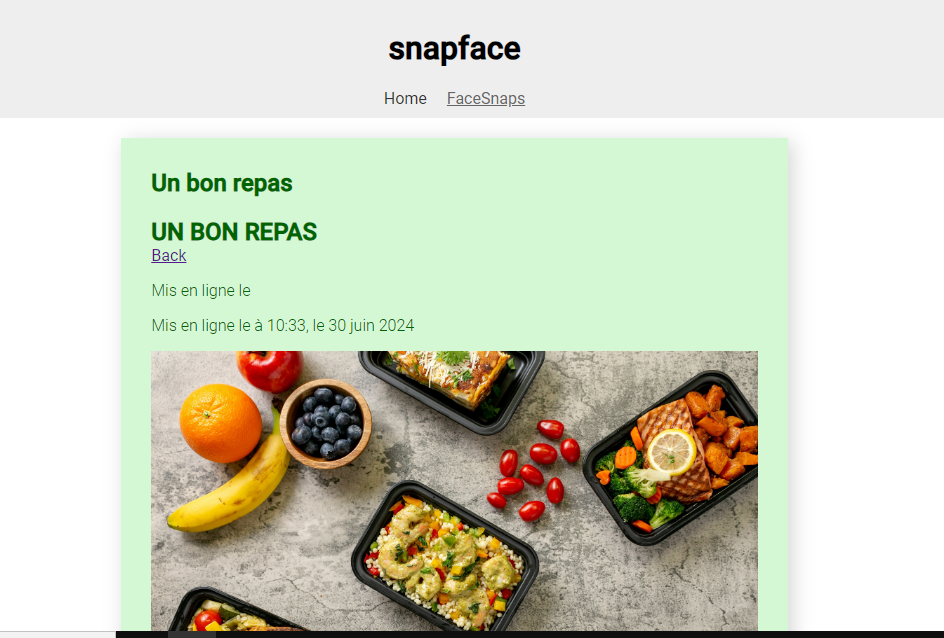 snapface
Home FaceSnaps
Un bon repas
UN BON REPAS
Back
Mis en ligne le
Mis en ligne le à 10:33, le 30 juin 2024